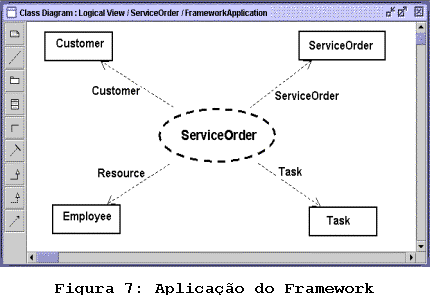 Class Diagram : Logical View / ServiceOrder / FrameworkApplication
Customer
ServiceOrder
Customer
ServiceOrder
ServiceOrder
Resource
Task
Employee
Task
Figura 7: Aplicação do Framework